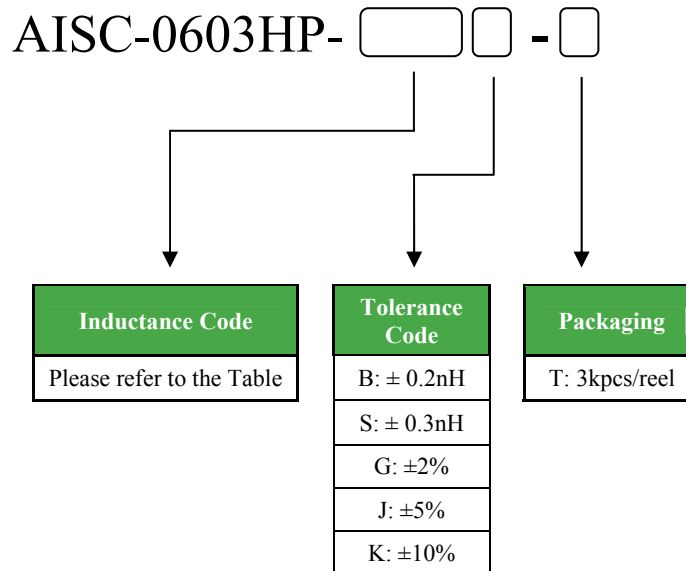 AISC-0603HP- -
Inductance Code
Please refer to the Table
Tolerance
Code
B: ± 0.2nH
S: ± 0.3nH
G: ±2%
J: ±5%
K: ±10%
Packaging
T: 3kpcs/reel